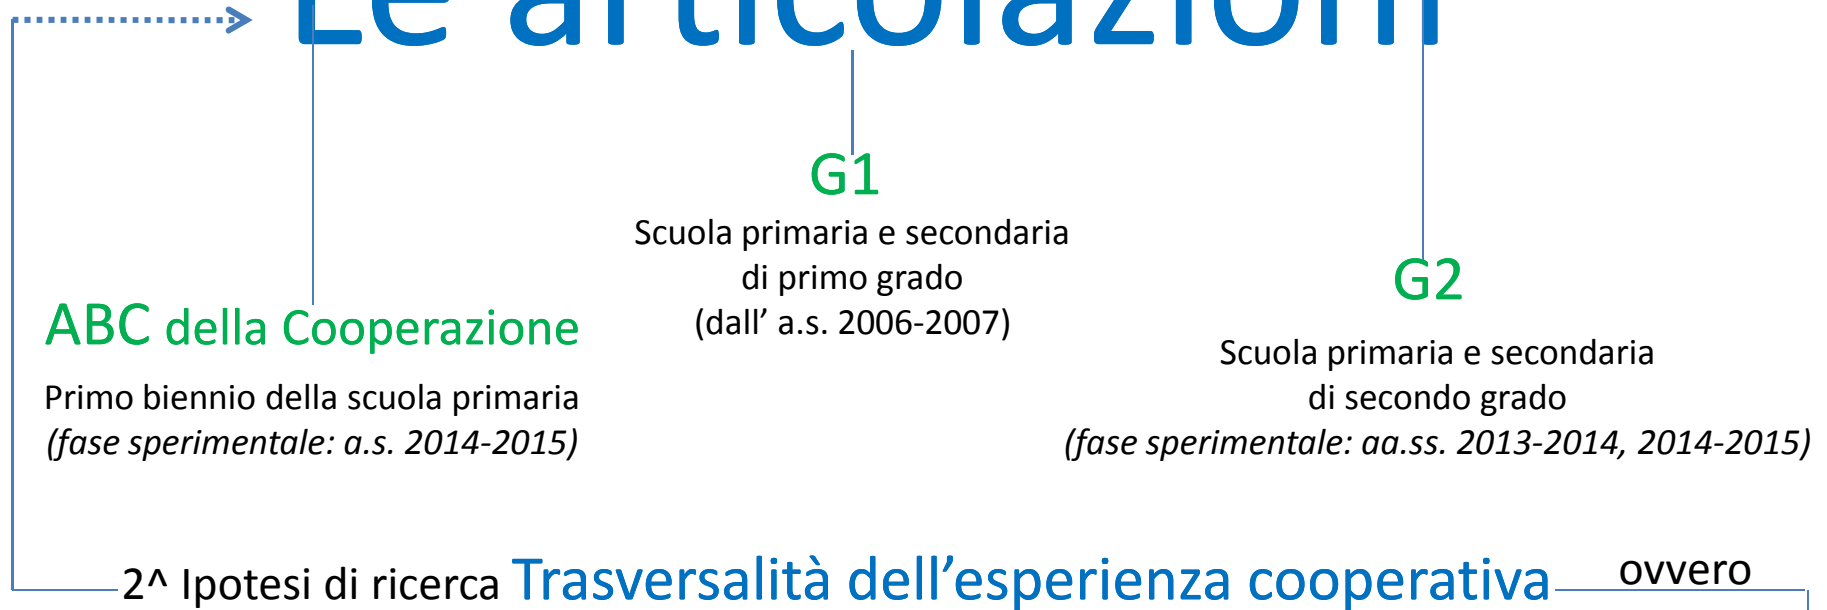 Le articolazioni
G1
Scuola primaria e secondaria
di primo grado
(dall’ a.s. 2006-2007)
ABC della Cooperazione
Primo biennio della scuola primaria
(fase sperimentale: a.s. 2014-2015)
G2
Scuola primaria e secondaria
di secondo grado
(fase sperimentale: aa.ss. 2013-2014, 2014-2015)
2^ Ipotesi di ricerca Trasversalità dell’esperienza cooperativa ovvero